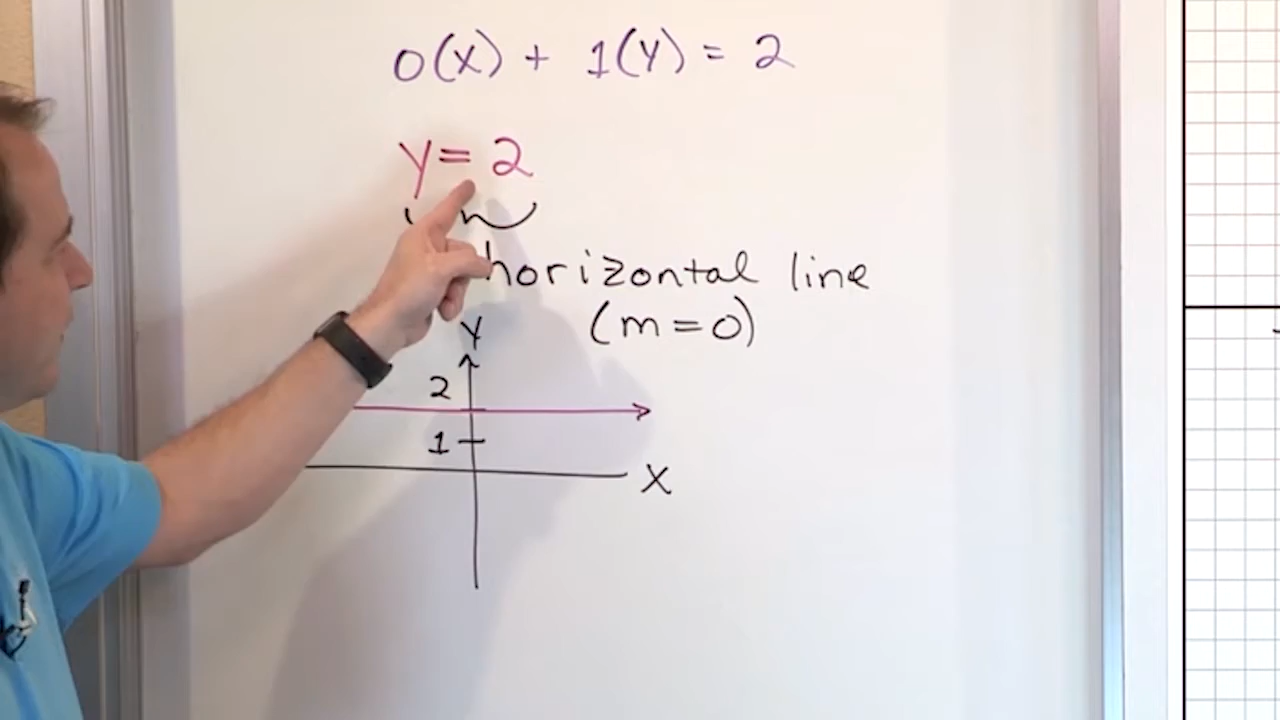 0(x) + 1(y) = 2
y = 2
horizontal line
(m = 0)
y
2
1
x